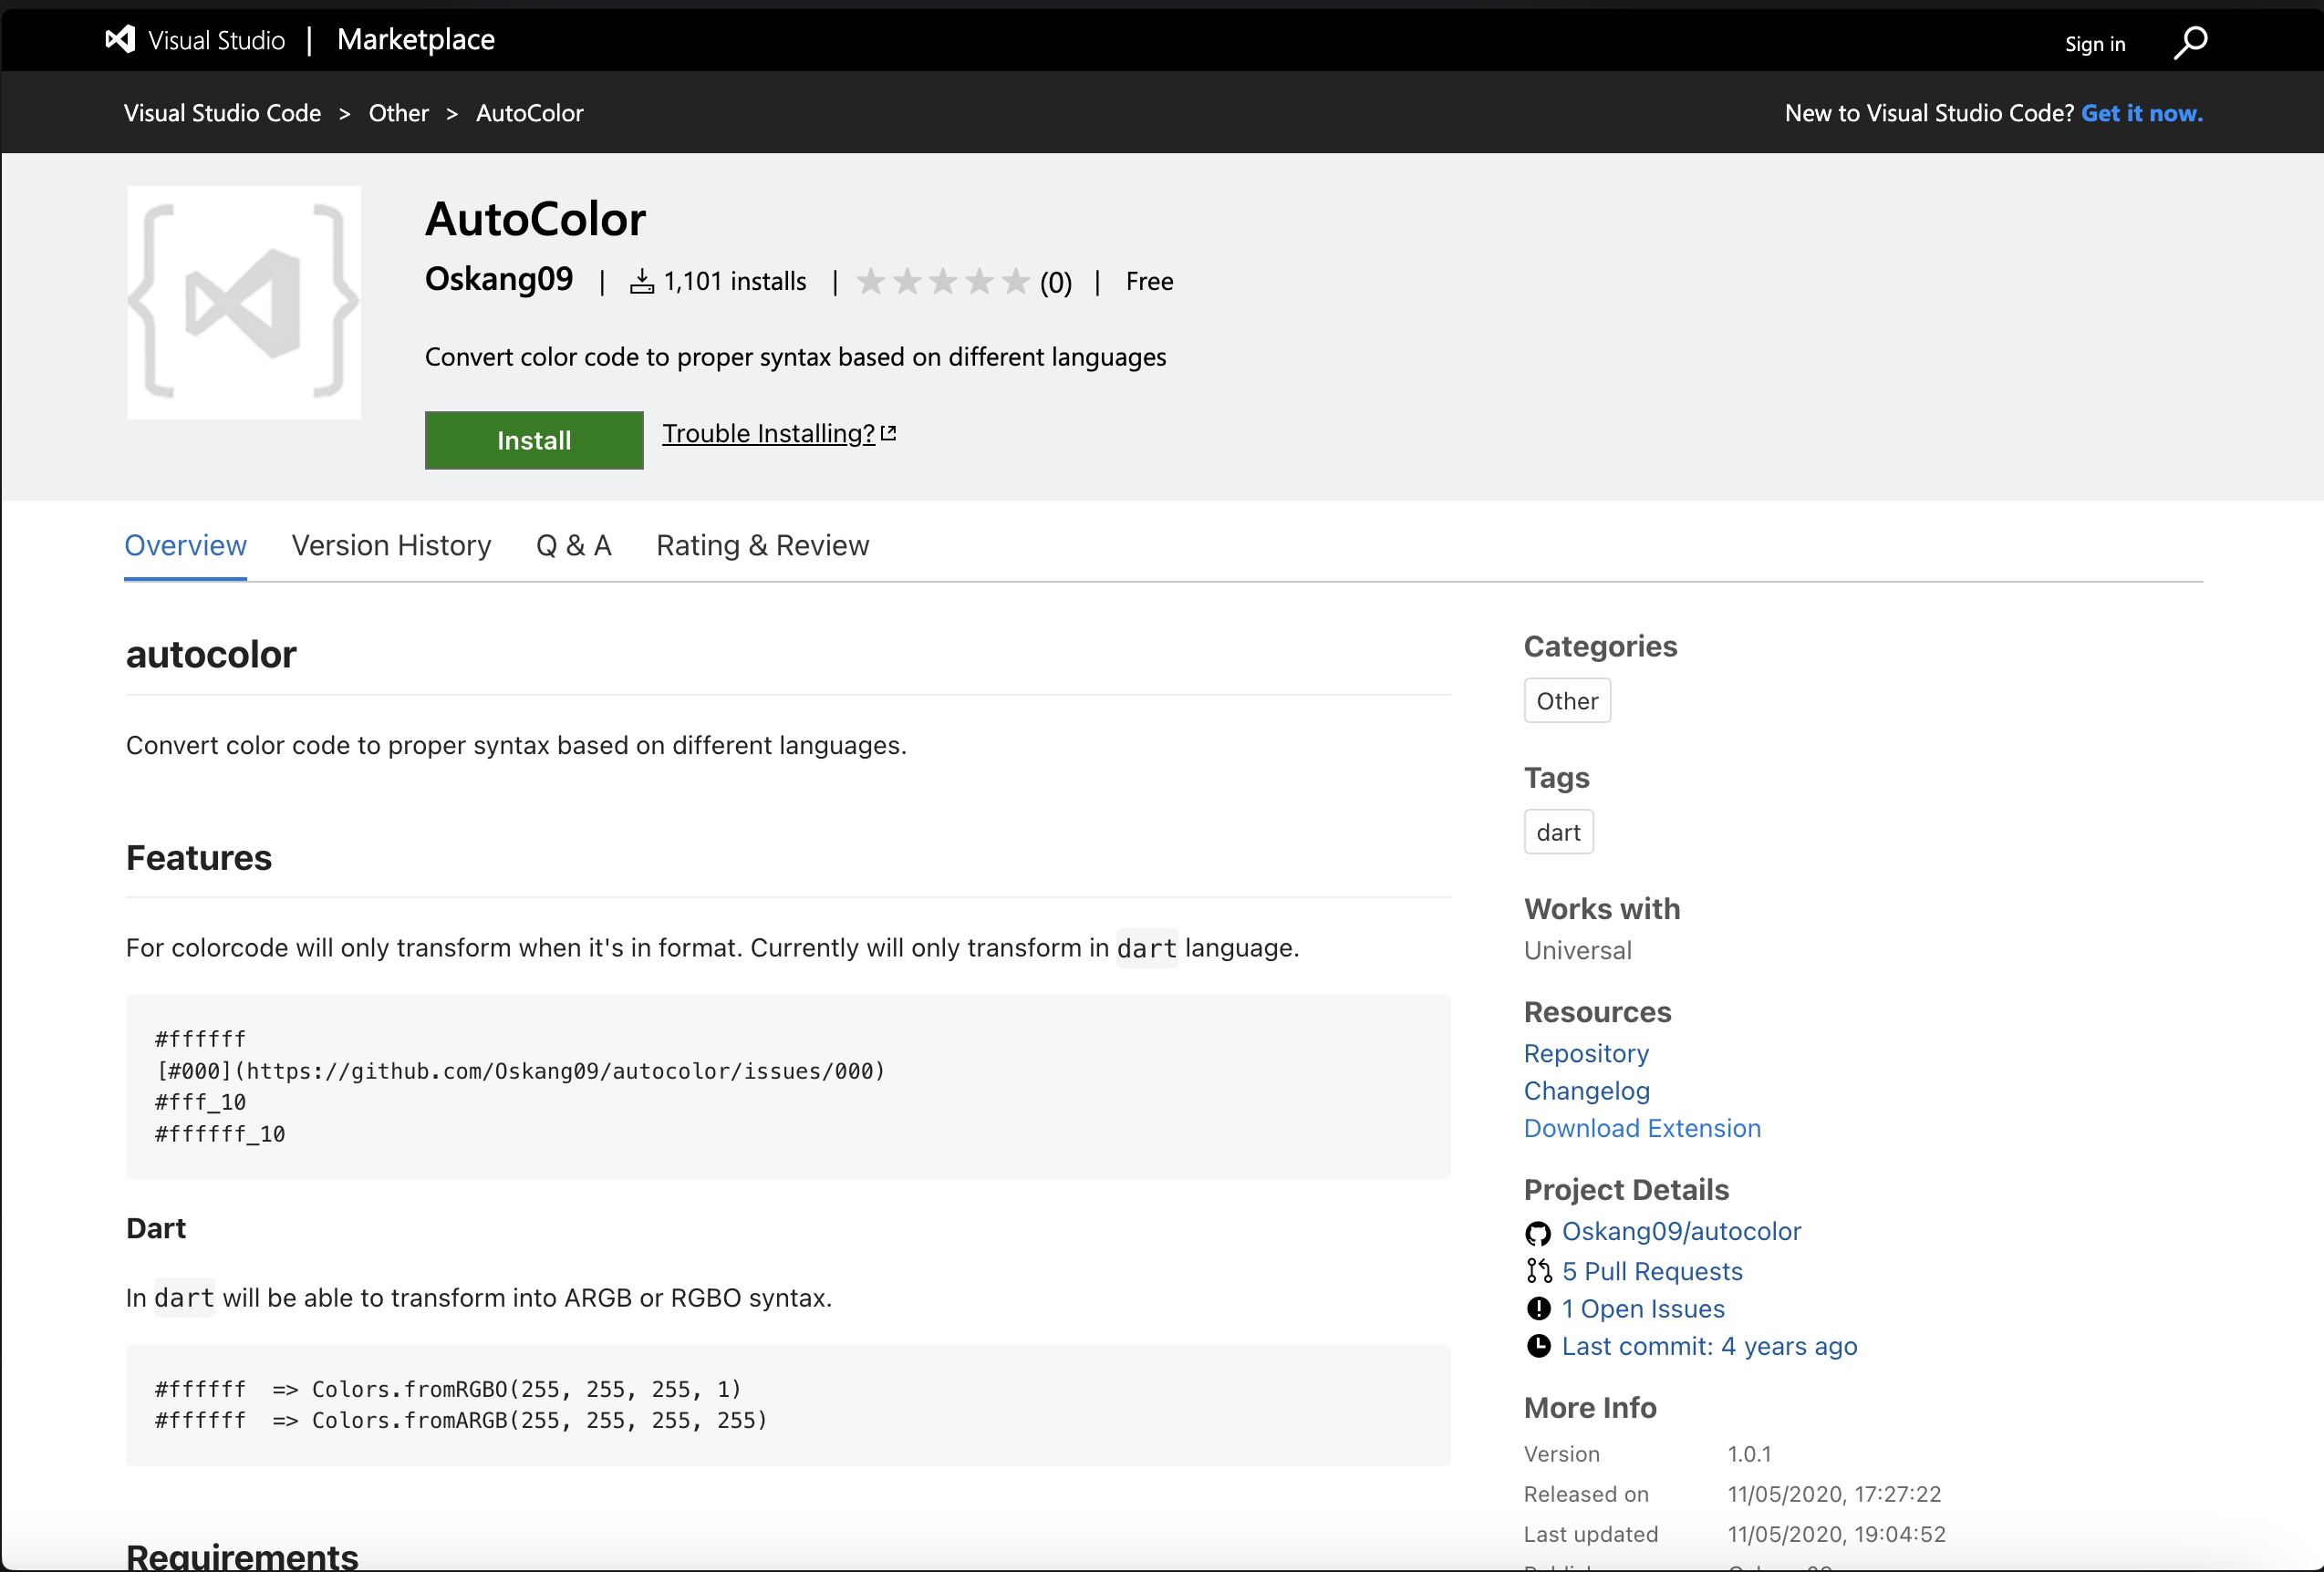 Visual Studio | Marketplace
Sign in
Visual Studio Code > Other > AutoColor
New to Visual Studio Code? Get it now.
AutoColor
Oskang09 | 1,101 installs | (0) | Free
Convert color code to proper syntax based on different languages
Install
Trouble Installing?
Overview
Version History
Q & A
Rating & Review
autocolor
Convert color code to proper syntax based on different languages.
Features
For colorcode will only transform when it's in format. Currently will only transform in dart language.
#ffffff
[#000](https://github.com/Oskang09/autocolor/issues/000)
#fff_10
#ffffff_10
Dart
In dart will be able to transform into ARGB or RGBO syntax.
#ffffff  => Colors.fromRGBO(255, 255, 255, 1)
#ffffff  => Colors.fromARGB(255, 255, 255, 255)
Requirements
Categories
Other
Tags
dart
Works with
Universal
Resources
Repository
Changelog
Download Extension
Project Details
Oskang09/autocolor
5 Pull Requests
1 Open Issues
Last commit: 4 years ago
More Info
Version 1.0.1
Released on 11/05/2020, 17:27:22
Last updated 11/05/2020, 19:04:52